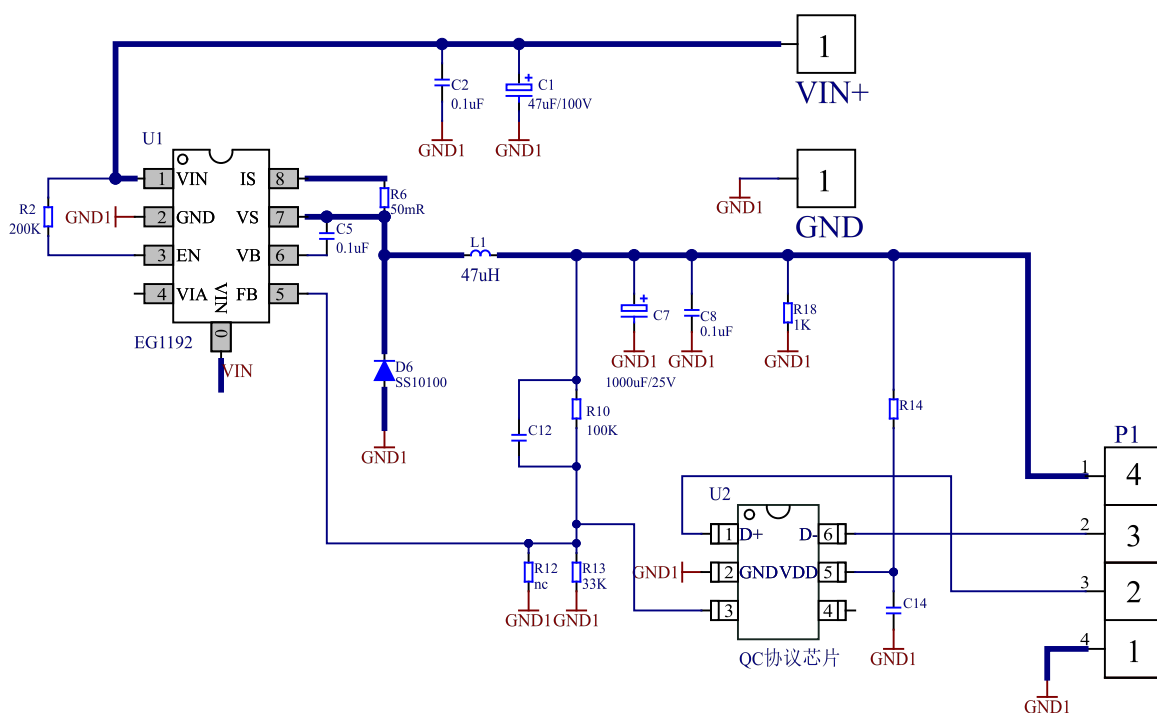 1
VIN+
C2
0.1uF
C1
47uF/100V
GND1
GND1
U1
1
VIN
IS
8
R6
50mR
1
GND
GND1
R2
200K
GND1
2
GND
VS
7
C5
0.1uF
3
EN
VB
6
L1
47uH
4
VIA
VIN
FB
5
0
EG1192
VIN
D6
SS10100
GND1
C7
GND1
1000uF/25V
C8
0.1uF
GND1
R18
1K
GND1
R10
100K
C12
R14
P1
1
4
2
3
3
2
4
1
GND1
U2
1
D+
D-
6
GND1
2
GND
VDD
5
3
4
QC协议芯片
R12
nc
R13
33K
GND1
GND1
C14
GND1